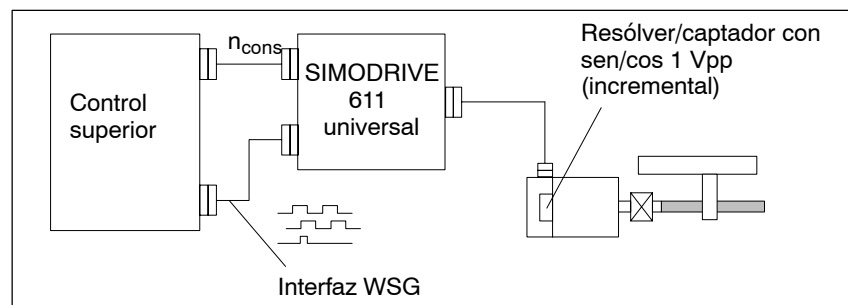 Control
superior
n_cons
SIMODRIVE
611
universal
Resólver/captador con
sen/cos 1 Vpp
(incremental)
Interfaz WSG